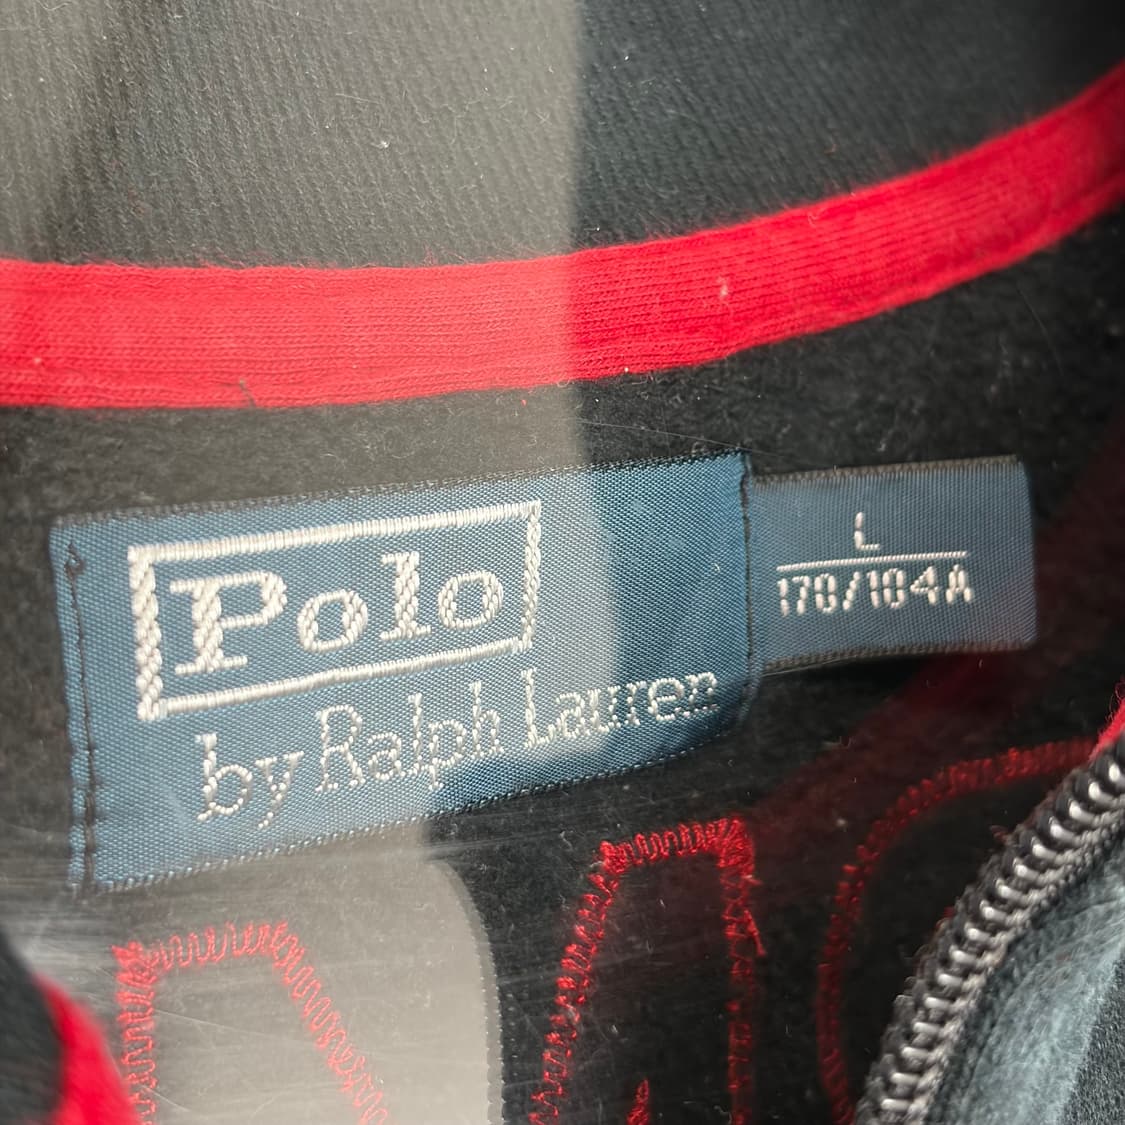 Polo
by Ralph Lauren
L
170/104A